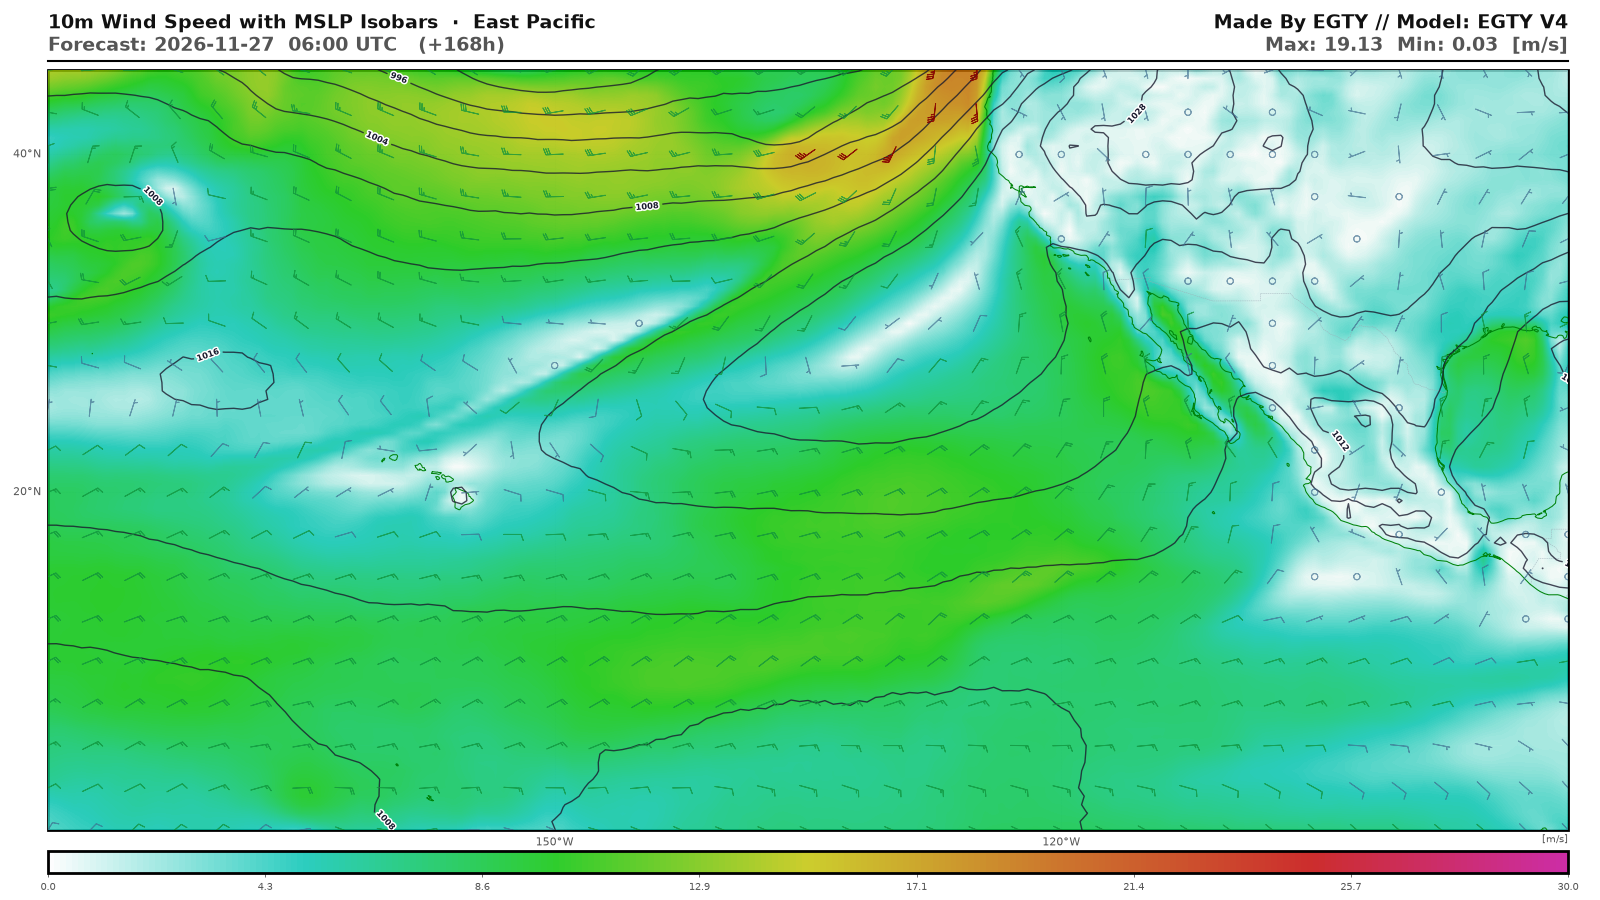 10m Wind Speed with MSLP Isobars · East Pacific
Made By EGTY // Model: EGTY V4
Forecast: 2026-11-27 06:00 UTC (+168h)
Max: 19.13 Min: 0.03 [m/s]
996
1028
1004
40°N
1008
1008
1016
1012
20°N
1008
150°W
120°W
[m/s]
0.0
4.3
8.6
12.9
17.1
21.4
25.7
30.0